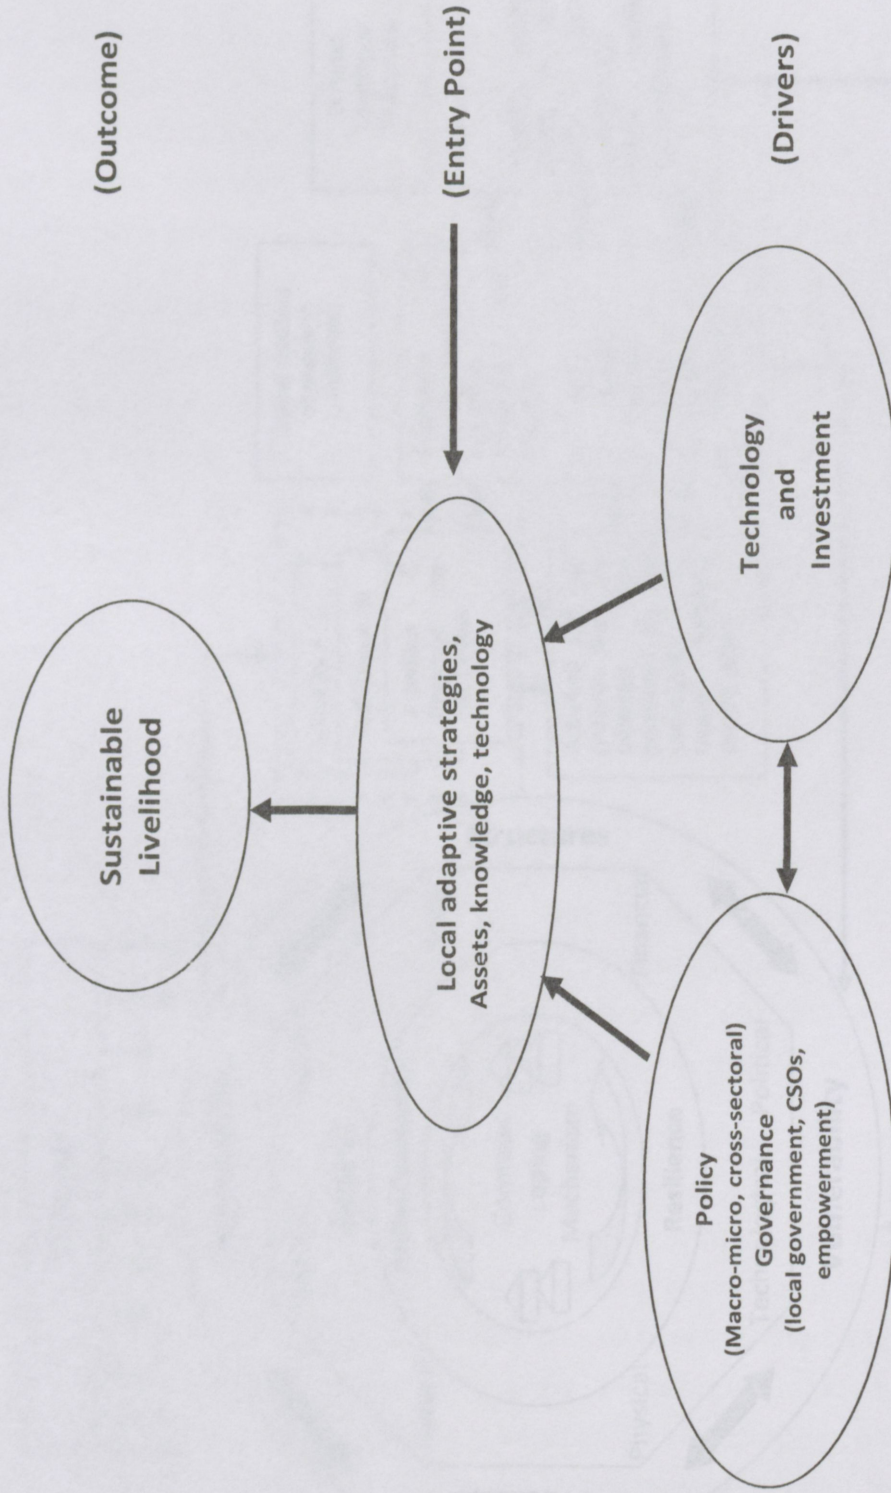 Sustainable
Livelihood
(Outcome)
Local adaptive strategies,
Assets, knowledge, technology
(Entry Point)
Policy
(Macro-micro, cross-sectoral)
Governance
(local government, CSOs,
empowerment)
Technology
and
Investment
(Drivers)